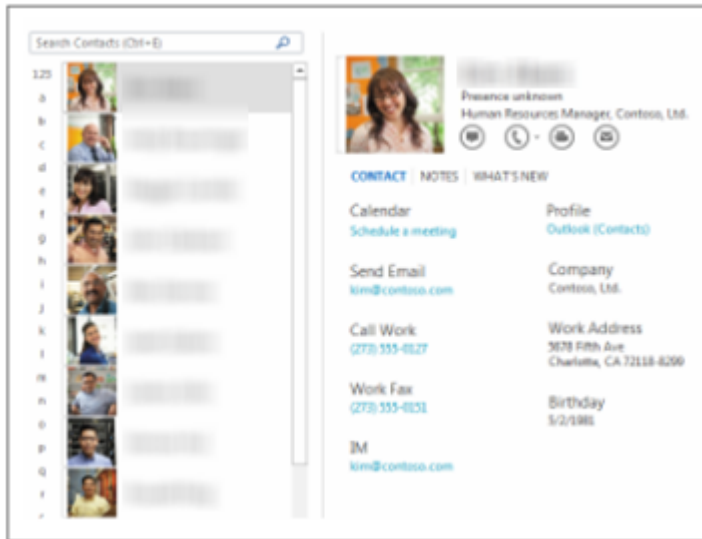 Search Contacts (Ctrl+E)
123
a
b
c
d
e
f
g
h
i
j
k
l
m
n
o
p
q
r
Presence unknown
Human Resources Manager, Contoso, Ltd.
CONTACT NOTES WHAT'S NEW
Calendar
Schedule a meeting
Send Email
kim@contoso.com
Call Work
(273) 555-0127
Work Fax
(273) 555-0151
IM
kim@contoso.com
Profile
Outlook (Contacts)
Company
Contoso, Ltd.
Work Address
5678 Fifth Ave
Charlotte, CA 72118-8299
Birthday
5/2/1981